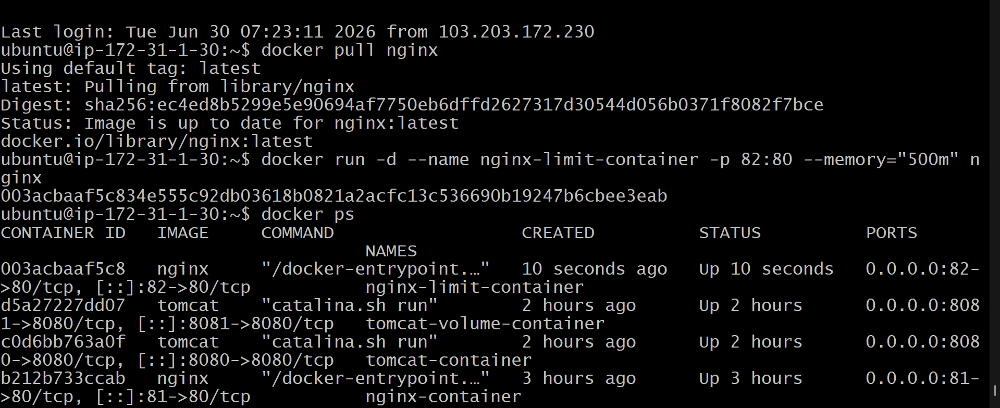 Last login: Tue Jun 30 07:23:11 2026 from 103.203.172.230
ubuntu@ip-172-31-1-30:~$ docker pull nginx
Using default tag: latest
latest: Pulling from library/nginx
Digest: sha256:ec4ed8b5299e5e90694af7750eb6dffd2627317d30544d056b0371f8082f7bce
Status: Image is up to date for nginx:latest
docker.io/library/nginx:latest
ubuntu@ip-172-31-1-30:~$ docker run -d --name nginx-limit-container -p 82:80 --memory="500m" n
ginx
003acbaaf5c834e555c92db03618b0821a2acfc13c536690b19247b6cbee3eab
ubuntu@ip-172-31-1-30:~$ docker ps
CONTAINER ID   IMAGE     COMMAND                  CREATED          STATUS          PORTS
                                   NAMES
003acbaaf5c8   nginx     "/docker-entrypoint.…"   10 seconds ago   Up 10 seconds   0.0.0.0:82-
>80/tcp, [::]:82->80/tcp           nginx-limit-container
d5a27227dd07   tomcat    "catalina.sh run"        2 hours ago      Up 2 hours      0.0.0.0:808
1->8080/tcp, [::]:8081->8080/tcp   tomcat-volume-container
c0d6bb763a0f   tomcat    "catalina.sh run"        2 hours ago      Up 2 hours      0.0.0.0:808
0->8080/tcp, [::]:8080->8080/tcp   tomcat-container
b212b733ccab   nginx     "/docker-entrypoint.…"   3 hours ago      Up 3 hours      0.0.0.0:81-
>80/tcp, [::]:81->80/tcp           nginx-container